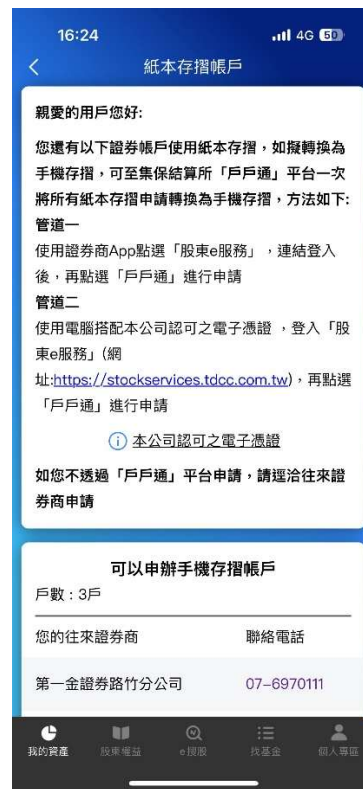 16:24
4G 50
紙本存摺帳戶
親愛的用戶您好:
您還有以下證券帳戶使用紙本存摺，如擬轉換為
手機存摺，可至集保結算所「戶戶通」平台一次
將所有紙本存摺申請轉換為手機存摺，方法如下:
管道一
使用證券商App點選「股東e服務」，連結登入
後，再點選「戶戶通」進行申請
管道二
使用電腦搭配本公司認可之電子憑證 ，登入「股
東e服務」(網
址:https://stockservices.tdcc.com.tw)，再點選
「戶戶通」進行申請
本公司認可之電子憑證
如您不透過「戶戶通」平台申請，請逕洽往來證
券商申請
可以申辦手機存摺帳戶
戶數：3戶
您的往來證券商 聯絡電話
第一金證券路竹分公司 07-6970111
我的資產 股東權益 e搜股 找基金 個人專區